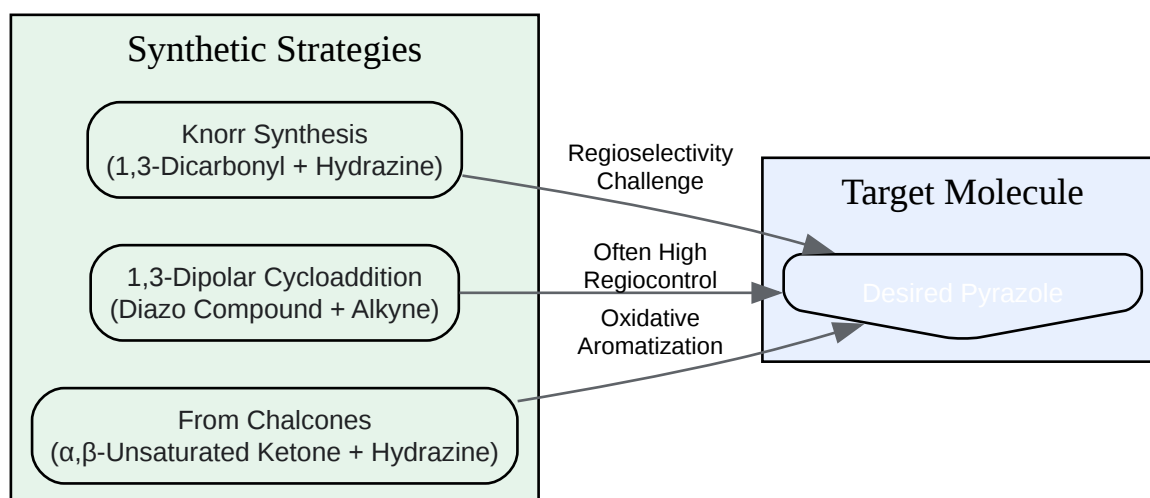 Synthetic Strategies
Knorr Synthesis
(1,3-Dicarbonyl + Hydrazine)
1,3-Dipolar Cycloaddition
(Diazo Compound + Alkyne)
From Chalcones
(α,β-Unsaturated Ketone + Hydrazine)
Regioselectivity
Challenge
Often High
Regiocontrol
Oxidative
Aromatization
Target Molecule
Desired Pyrazole